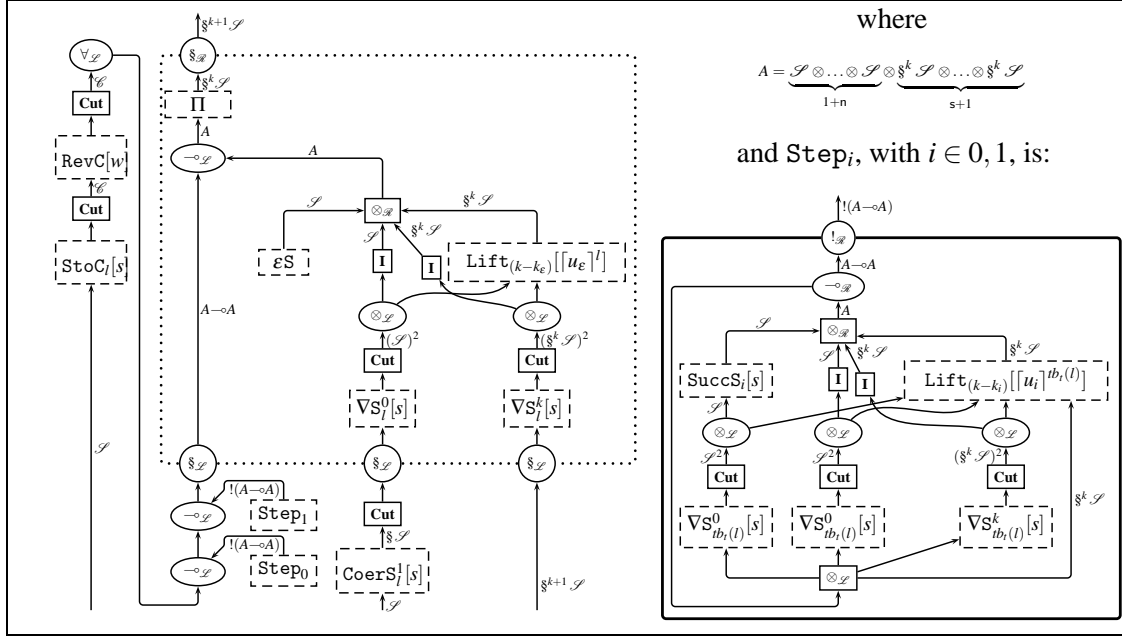 §^{k+1} 𝒮
where
∀_ℒ
§_ℛ
𝒞
§^k 𝒮
A = 𝒮 ⊗…⊗ 𝒮 ⊗ §^k 𝒮 ⊗…⊗ §^k 𝒮
Cut
Π
1+n
s+1
A
RevC[w]
⊸_ℒ
A
and Step_i, with i ∈ 0, 1, is:
𝒞
Cut
𝒮
⊗_ℛ
§^k 𝒮
!(A⊸A)
𝒮
§^k 𝒮
!_ℛ
StoC_l[s]
εS
I
I
Lift_{(k−k_ε)}[⌈u_ε⌉^l]
A⊸A
⊸_ℛ
A⊸A
⊗_ℒ
⊗_ℒ
A
𝒮
⊗_ℛ
(𝒮)^2
(§^k 𝒮)^2
𝒮
§^k 𝒮
§^k 𝒮
Cut
Cut
SuccS_i[s]
I
I
Lift_{(k−k_i)}[⌈u_i⌉^{tb_t(l)}]
∇S^0_l[s]
∇S^k_l[s]
𝒮
⊗_ℒ
⊗_ℒ
⊗_ℒ
𝒮^2
𝒮^2
(§^k 𝒮)^2
𝒮
§_ℒ
§_ℒ
§_ℒ
Cut
Cut
Cut
!(A⊸A)
§^k 𝒮
⊸_ℒ
Step_1
Cut
∇S^0_{tb_t(l)}[s]
∇S^0_{tb_t(l)}[s]
∇S^k_{tb_t(l)}[s]
!(A⊸A)
§𝒮
⊸_ℒ
Step_0
CoerS^1_l[s]
⊗_ℒ
§^{k+1} 𝒮
𝒮